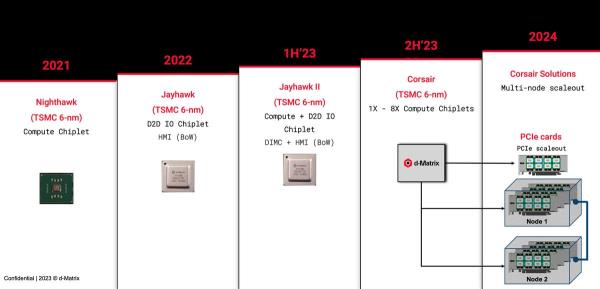 2021
Nighthawk
(TSMC 6-nm)
Compute Chiplet
2022
Jayhawk
(TSMC 6-nm)
D2D IO Chiplet
HMI (BoW)
1H'23
Jayhawk II
(TSMC 6-nm)
Compute + D2D IO
Chiplet
DIMC + HMI (BoW)
2H'23
Corsair
(TSMC 6-nm)
1X - 8X Compute Chiplets
d-Matrix
2024
Corsair Solutions
Multi-node scaleout
PCIe cards
PCIe scaleout
Node 1
Node 2
Confidential | 2023 © d-Matrix